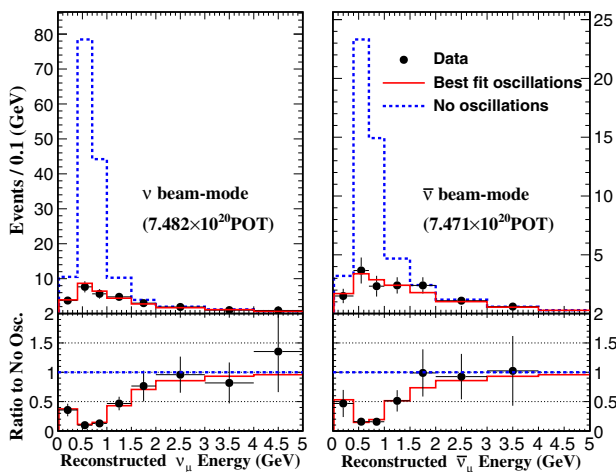 80
70
60
50
40
30
20
10
Events / 0.1 (GeV)
ν beam-mode
(7.482×10²⁰POT)
25
20
15
10
5
Data
Best fit oscillations
No oscillations
ν̄ beam-mode
(7.471×10²⁰POT)
2
1.5
1
0.5
0
Ratio to No Osc.
2
1.5
1
0.5
0
0 0.5 1 1.5 2 2.5 3 3.5 4 4.5 5
Reconstructed ν_μ Energy (GeV)
0 0.5 1 1.5 2 2.5 3 3.5 4 4.5 5
Reconstructed ν̄_μ Energy (GeV)